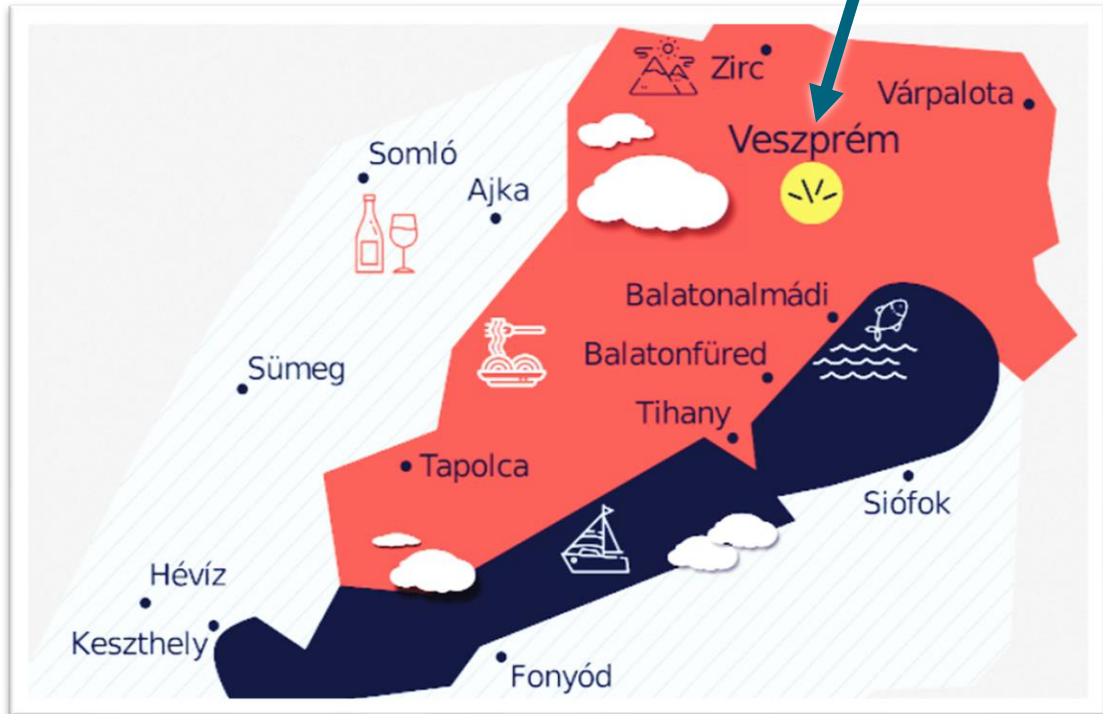 Zirc
Várpalota
Veszprém
Somló
Ajka
Balatonalmádi
Balatonfüred
Sümeg
Tihany
Tapolca
Siófok
Hévíz
Keszthely
Fonyód